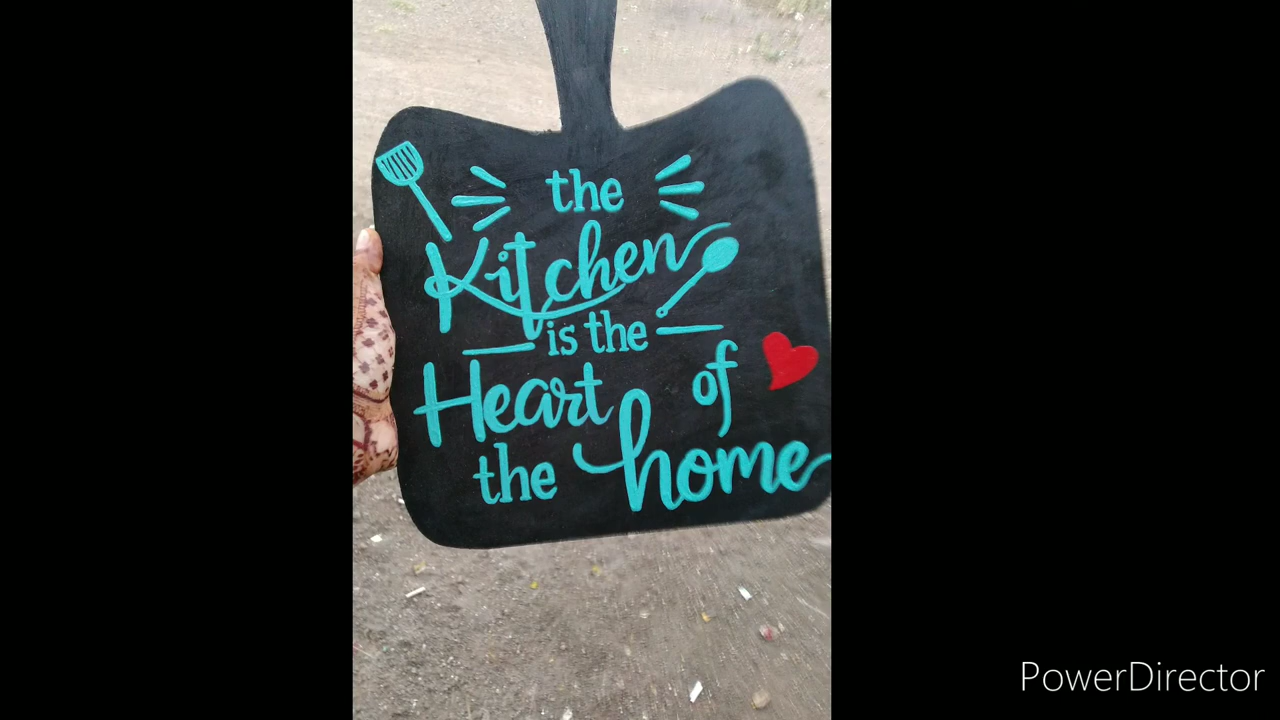 the
Kitchen
is the
Heart of
the home
PowerDirector